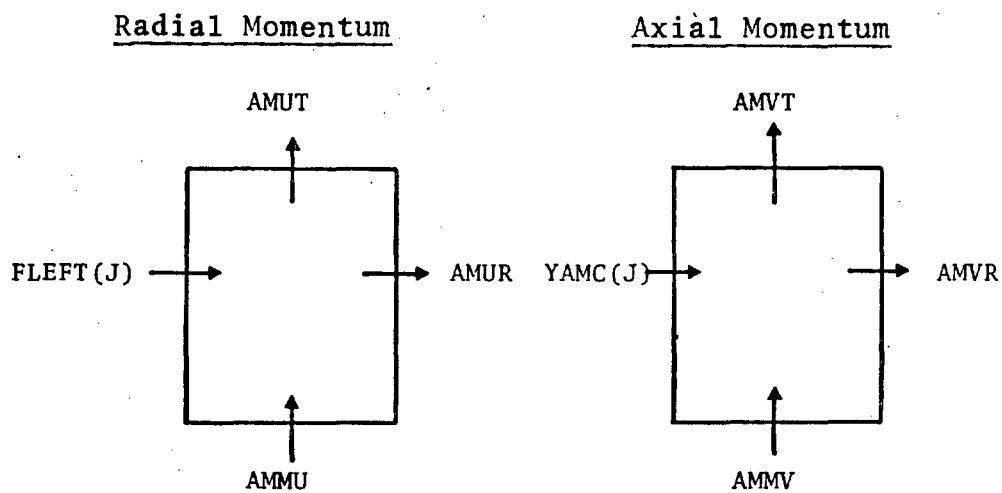 Radial Momentum
AMUT
FLEFT(J)
AMUR
AMMU
Axial Momentum
AMVT
YAMC(J)
AMVR
AMMV